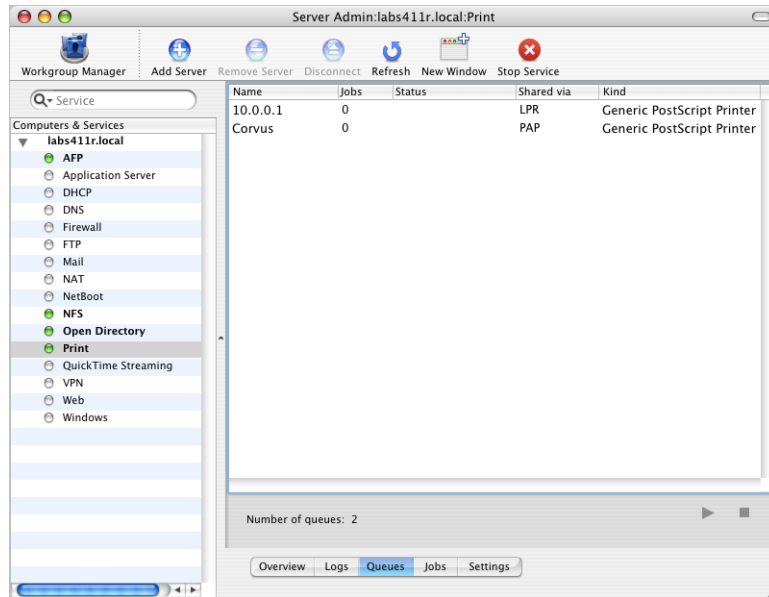 Server Admin:labs411r.local:Print
Workgroup Manager Add Server Remove Server Disconnect Refresh New Window Stop Service
Service
Computers & Services
labs411r.local
AFP
Application Server
DHCP
DNS
Firewall
FTP
Mail
NAT
NetBoot
NFS
Open Directory
Print
QuickTime Streaming
VPN
Web
Windows
Name Jobs Status Shared via Kind
10.0.0.1 0 LPR Generic PostScript Printer
Corvus 0 PAP Generic PostScript Printer
Number of queues: 2
Overview Logs Queues Jobs Settings